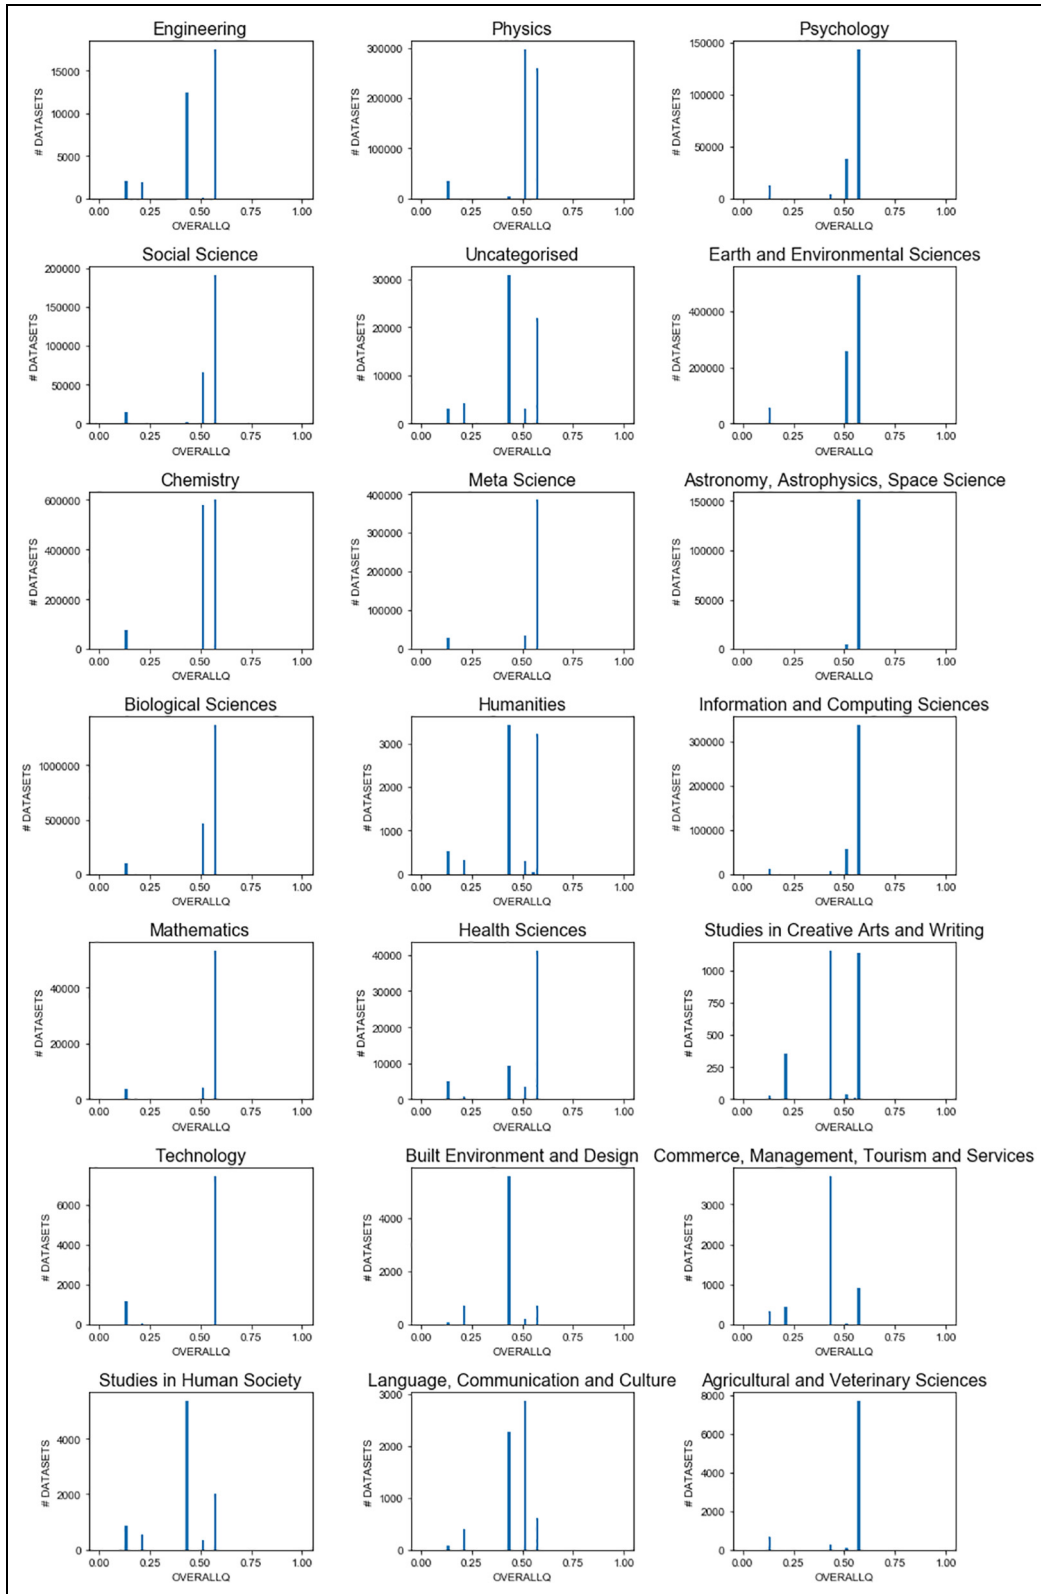 Engineering
# DATASETS
15000
10000
5000
0
0.00 0.25 0.50 0.75 1.00
OVERALLQ
Physics
# DATASETS
300000
200000
100000
0
0.00 0.25 0.50 0.75 1.00
OVERALLQ
Psychology
# DATASETS
150000
100000
50000
0
0.00 0.25 0.50 0.75 1.00
OVERALLQ
Social Science
# DATASETS
200000
150000
100000
50000
0
0.00 0.25 0.50 0.75 1.00
OVERALLQ
Uncategorised
# DATASETS
30000
20000
10000
0
0.00 0.25 0.50 0.75 1.00
OVERALLQ
Earth and Environmental Sciences
# DATASETS
400000
200000
0
0.00 0.25 0.50 0.75 1.00
OVERALLQ
Chemistry
# DATASETS
600000
400000
200000
0
0.00 0.25 0.50 0.75 1.00
OVERALLQ
Meta Science
# DATASETS
400000
300000
200000
100000
0
0.00 0.25 0.50 0.75 1.00
OVERALLQ
Astronomy, Astrophysics, Space Science
# DATASETS
150000
100000
50000
0
0.00 0.25 0.50 0.75 1.00
OVERALLQ
Biological Sciences
# DATASETS
1000000
500000
0
0.00 0.25 0.50 0.75 1.00
OVERALLQ
Humanities
# DATASETS
3000
2000
1000
0
0.00 0.25 0.50 0.75 1.00
OVERALLQ
Information and Computing Sciences
# DATASETS
300000
200000
100000
0
0.00 0.25 0.50 0.75 1.00
OVERALLQ
Mathematics
# DATASETS
40000
20000
0
0.00 0.25 0.50 0.75 1.00
OVERALLQ
Health Sciences
# DATASETS
40000
30000
20000
10000
0
0.00 0.25 0.50 0.75 1.00
OVERALLQ
Studies in Creative Arts and Writing
# DATASETS
1000
750
500
250
0
0.00 0.25 0.50 0.75 1.00
OVERALLQ
Technology
# DATASETS
6000
4000
2000
0
0.00 0.25 0.50 0.75 1.00
OVERALLQ
Built Environment and Design
# DATASETS
4000
2000
0
0.00 0.25 0.50 0.75 1.00
OVERALLQ
Commerce, Management, Tourism and Services
# DATASETS
3000
2000
1000
0
0.00 0.25 0.50 0.75 1.00
OVERALLQ
Studies in Human Society
# DATASETS
4000
2000
0
0.00 0.25 0.50 0.75 1.00
OVERALLQ
Language, Communication and Culture
# DATASETS
3000
2000
1000
0
0.00 0.25 0.50 0.75 1.00
OVERALLQ
Agricultural and Veterinary Sciences
# DATASETS
8000
6000
4000
2000
0
0.00 0.25 0.50 0.75 1.00
OVERALLQ